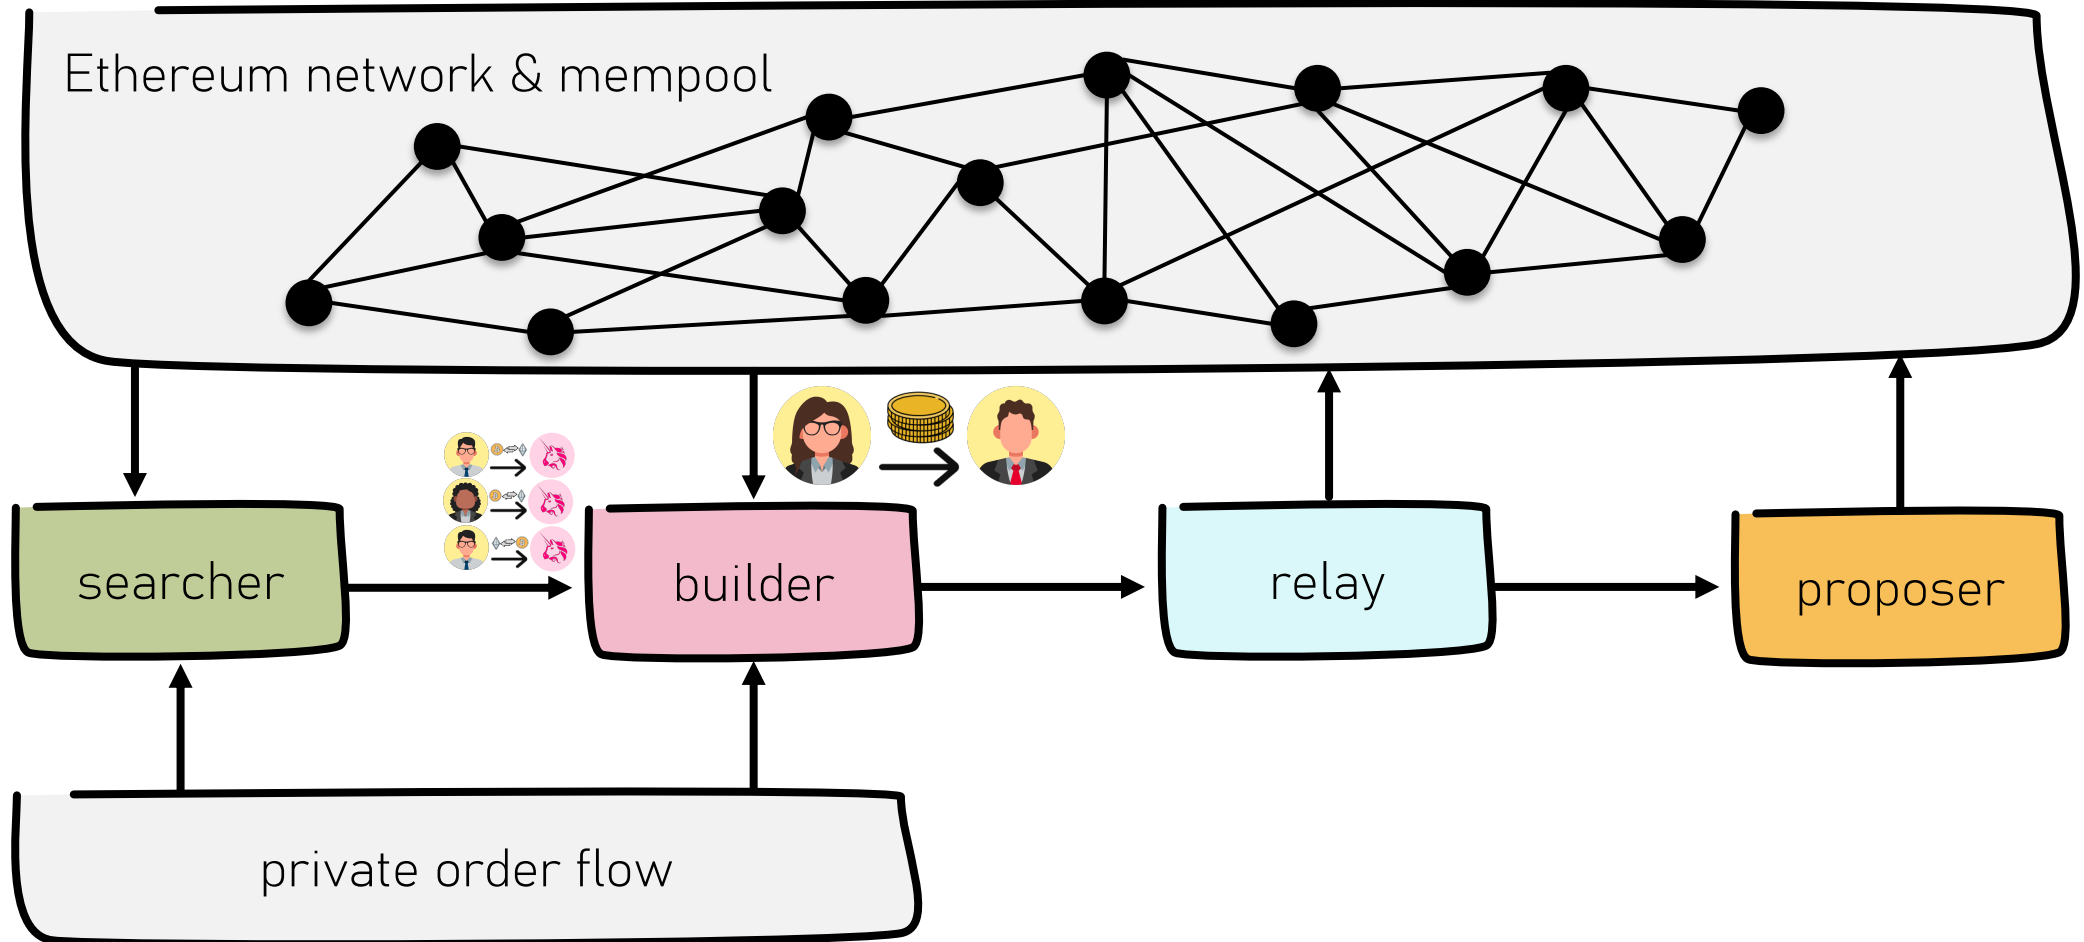 Ethereum network & mempool
searcher
builder
relay
proposer
private order flow